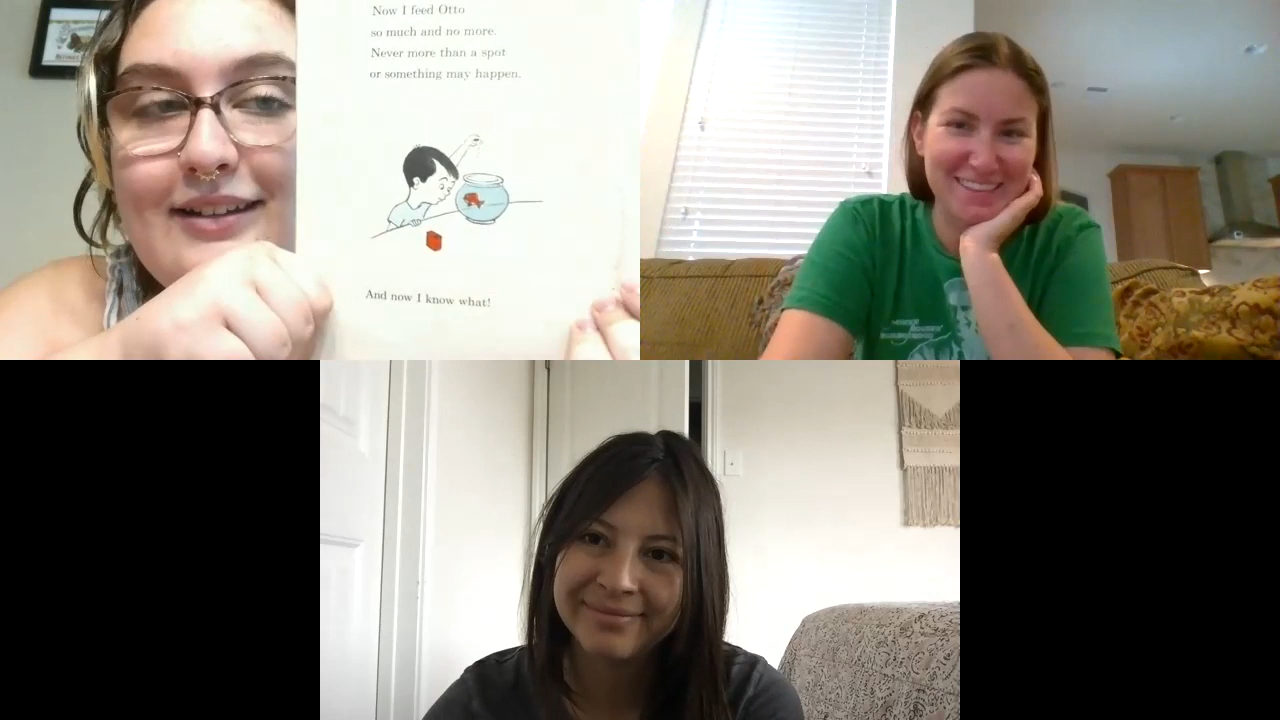 Now I feed Otto
so much and no more.
Never more than a spot
or something may happen.
And now I know what!